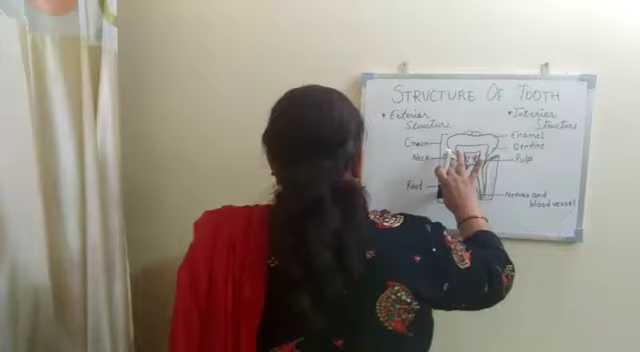 STRUCTURE OF TOOTH
• Exterior Structure
• Interior Structure
Crown
Neck
Root
Enamel
Dentine
Pulp
Nerves and
blood vessel